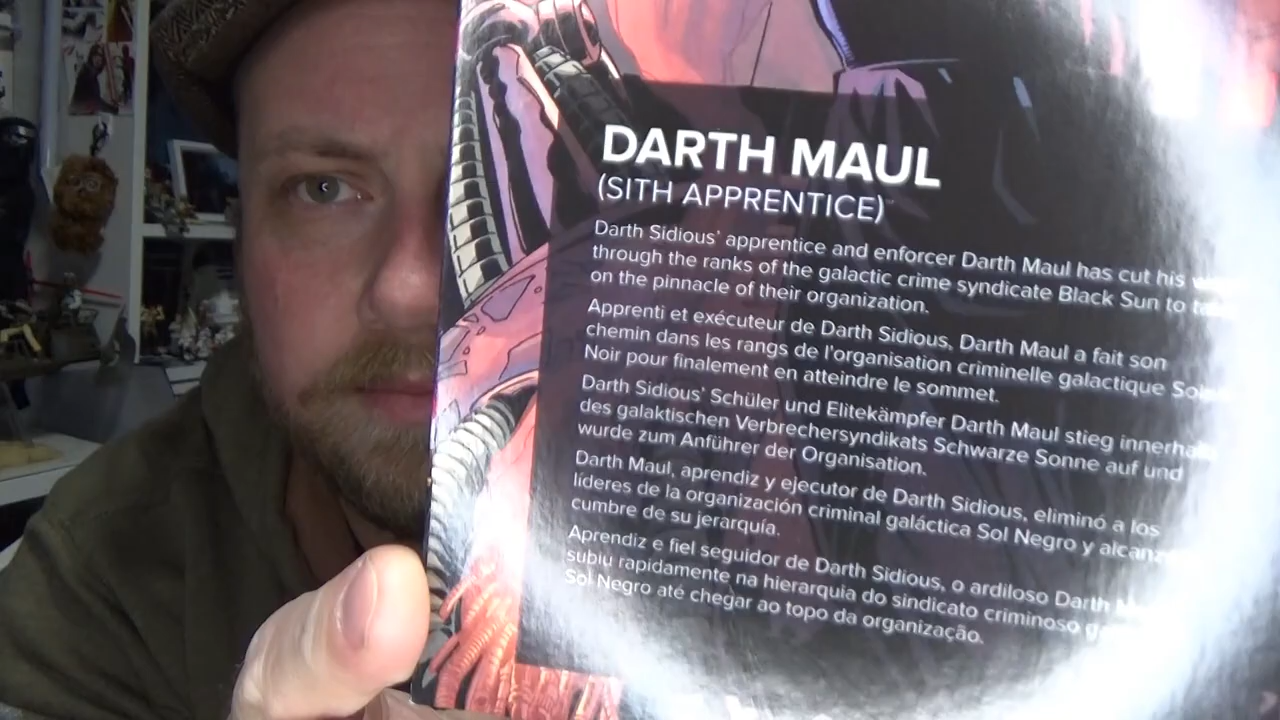 DARTH MAUL
(SITH APPRENTICE)
Darth Sidious' apprentice and enforcer Darth Maul has cut his
through the ranks of the galactic crime syndicate Black Sun to
on the pinnacle of their organization.
Apprenti et exécuteur de Darth Sidious, Darth Maul a fait son
chemin dans les rangs de l'organisation criminelle galactique
Noir pour finalement en atteindre le sommet.
Darth Sidious' Schüler und Elitekämpfer Darth Maul stieg
des galaktischen Verbrechersyndikats Schwarze Sonne auf und
wurde zum Anführer der Organisation.
Darth Maul, aprendiz y ejecutor de Darth Sidious, eliminó a los
líderes de la organización criminal galáctica Sol Negro y
cumbre de su jerarquía.
Aprendiz e fiel seguidor de Darth Sidious, o ardiloso Darth
subiu rapidamente na hierarquia do sindicato criminoso
Sol Negro até chegar ao topo da organização.